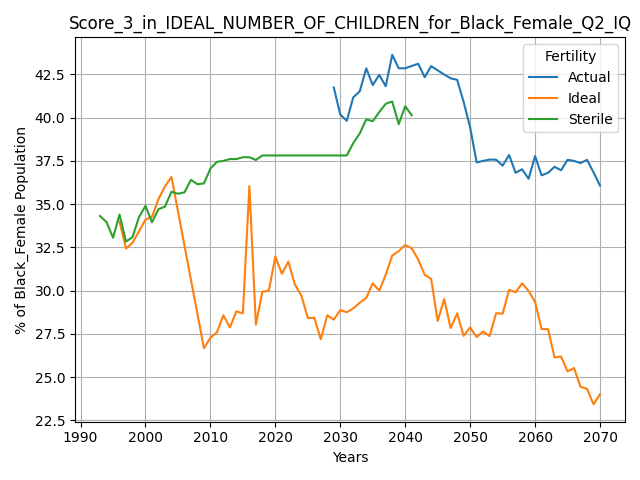 Score_3_in_IDEAL_NUMBER_OF_CHILDREN_for_Black_Female_Q2_IQ
Fertility
Actual
Ideal
Sterile
% of Black_Female Population
42.5
40.0
37.5
35.0
32.5
30.0
27.5
25.0
22.5
1990 2000 2010 2020 2030 2040 2050 2060 2070
Years